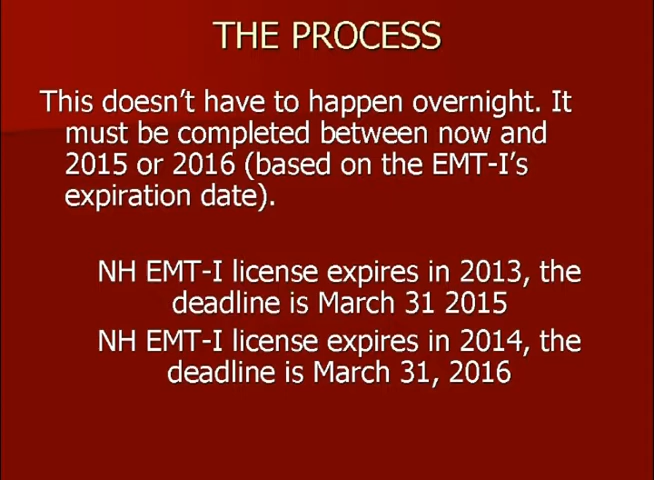 THE PROCESS
This doesn't have to happen overnight. It
must be completed between now and
2015 or 2016 (based on the EMT-I's
expiration date).
NH EMT-I license expires in 2013, the
deadline is March 31 2015
NH EMT-I license expires in 2014, the
deadline is March 31, 2016